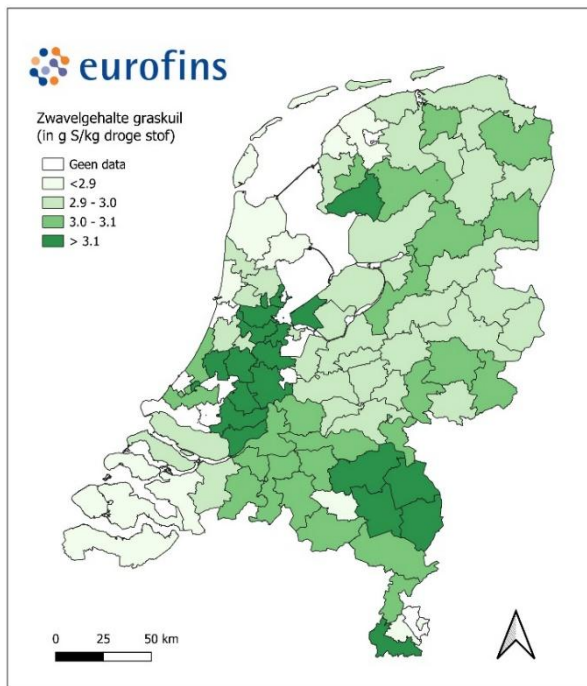 eurofins
Zwavelgehalte graskuil
(in g S/kg droge stof)
Geen data
<2.9
2.9 - 3.0
3.0 - 3.1
> 3.1
0 25 50 km